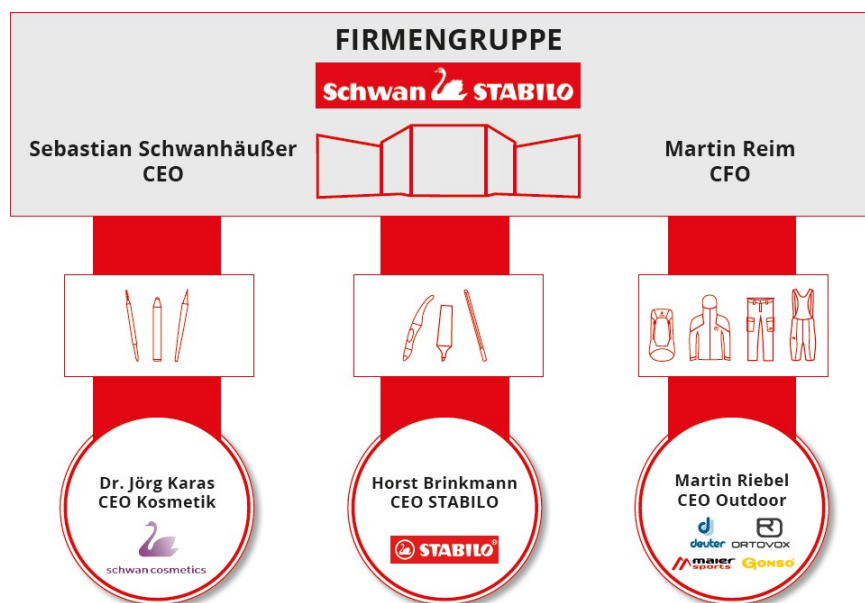 FIRMENGRUPPE
Schwan STABILO
Sebastian Schwanhäußer
CEO
Martin Reim
CFO
Dr. Jörg Karas
CEO Kosmetik
schwan cosmetics
Horst Brinkmann
CEO STABILO
STABILO®
Martin Riebel
CEO Outdoor
deuter
ORTOVOX
maier
sports
GONSO